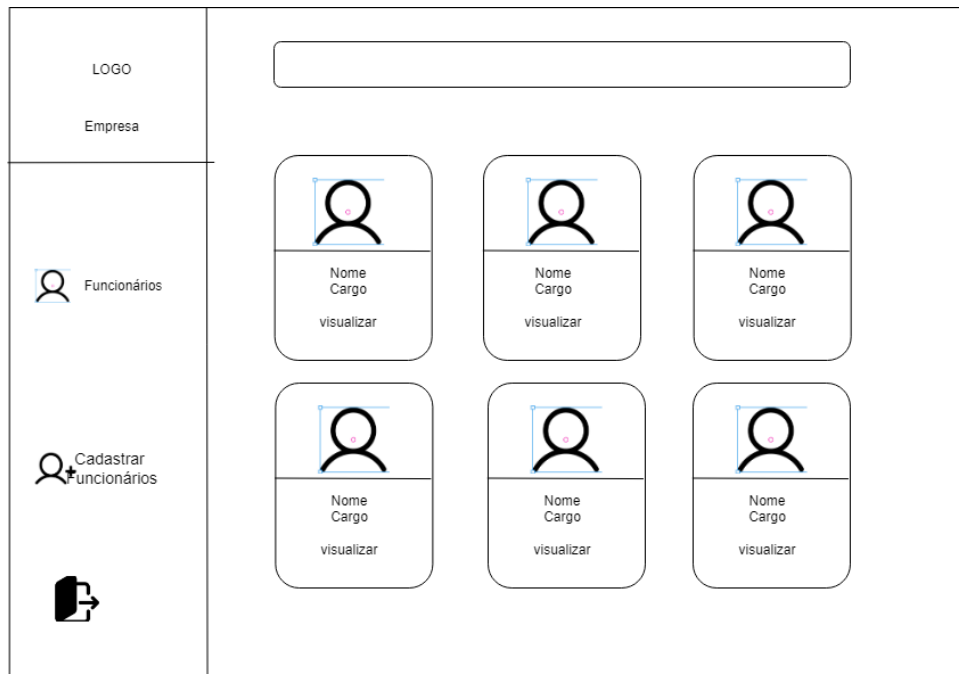 LOGO
Empresa
Funcionários
Cadastrar
Funcionários
Nome
Cargo
visualizar
Nome
Cargo
visualizar
Nome
Cargo
visualizar
Nome
Cargo
visualizar
Nome
Cargo
visualizar
Nome
Cargo
visualizar